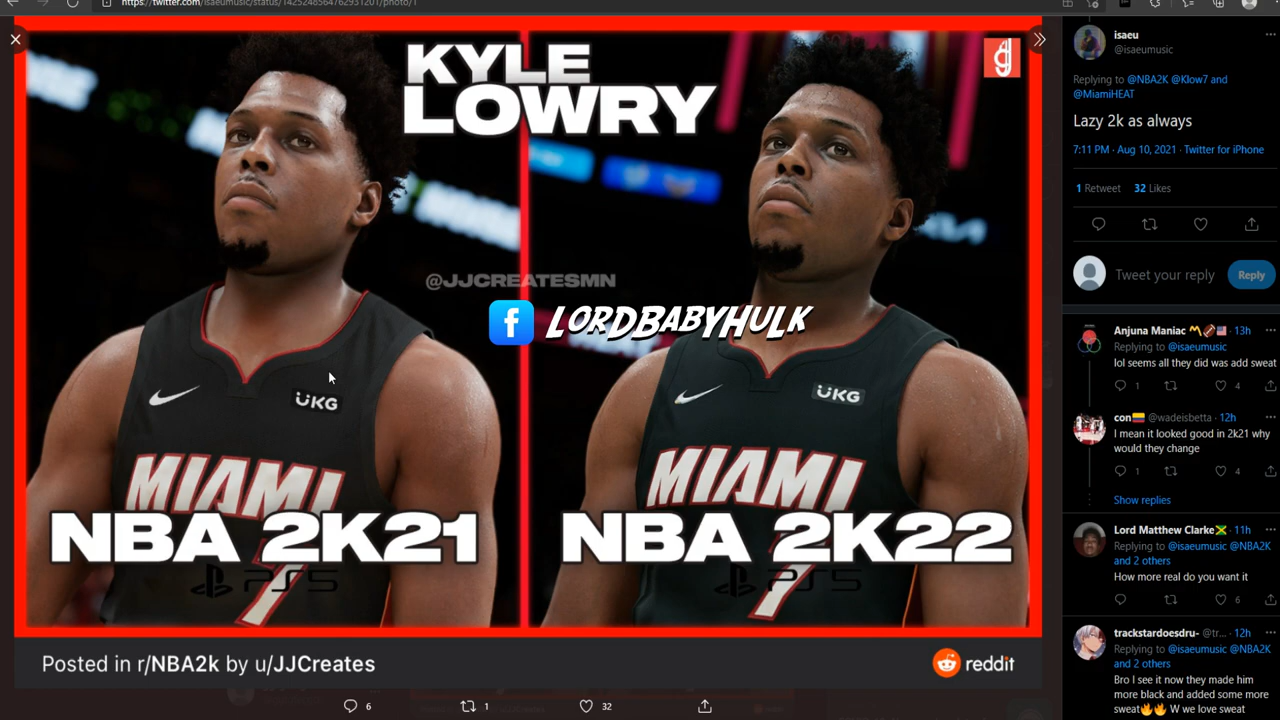 https://twitter.com/isaeumusic/status/1425248564762931201/photo/1
KYLE
LOWRY
@JJCREATESMN
LORDBABYHULK
UKG
UKG
MIAMI
MIAMI
NBA 2K21
NBA 2K22
PS5
PS5
7
7
Posted in r/NBA2k by u/JJCreates
reddit
6
1
32
isaeu
@isaeumusic
Replying to @NBA2K @Klow7 and
@MiamiHEAT
Lazy 2k as always
7:11 PM · Aug 10, 2021 · Twitter for iPhone
1 Retweet 32 Likes
Tweet your reply
Reply
Anjuna Maniac · 13h
Replying to @isaeumusic
lol seems all they did was add sweat
1 4
con @wadeisbetta · 12h
I mean it looked good in 2k21 why
would they change
1 4
Show replies
Lord Matthew Clarke · 11h
Replying to @isaeumusic @NBA2K
and 2 others
How more real do you want it
6
trackstardoesdru- @tr... · 12h
Replying to @isaeumusic @NBA2K
and 2 others
Bro I see it now they made him
more black and added some more
sweat🔥🔥 W we love sweat